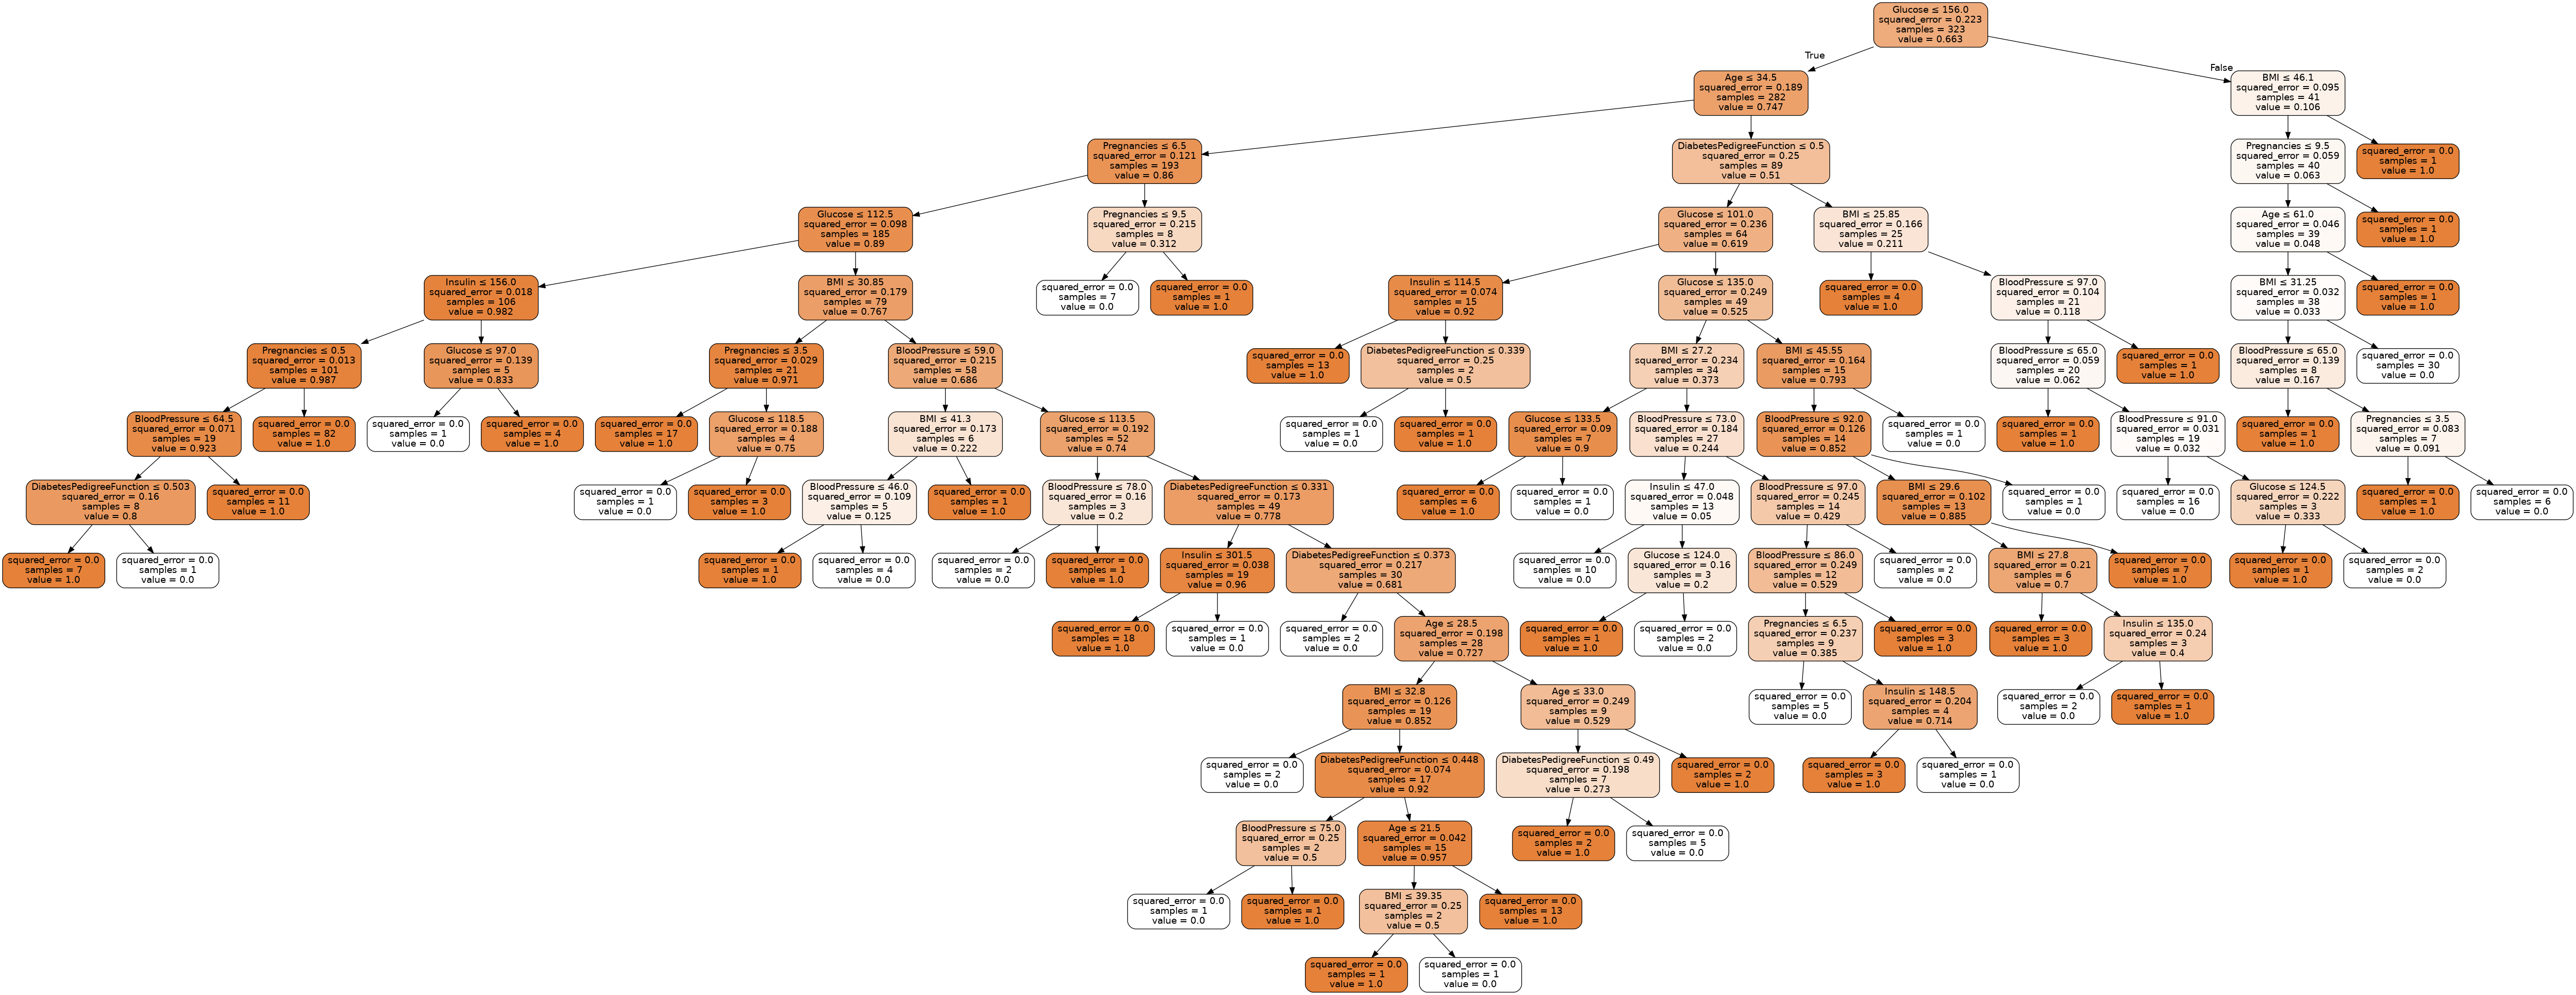 Glucose ≤ 156.0
squared_error = 0.223
samples = 323
value = 0.663
True
False
Age ≤ 34.5
squared_error = 0.189
samples = 282
value = 0.747
BMI ≤ 46.1
squared_error = 0.095
samples = 41
value = 0.106
Pregnancies ≤ 6.5
squared_error = 0.121
samples = 193
value = 0.86
DiabetesPedigreeFunction ≤ 0.5
squared_error = 0.25
samples = 89
value = 0.51
Pregnancies ≤ 9.5
squared_error = 0.059
samples = 40
value = 0.063
squared_error = 0.0
samples = 1
value = 1.0
Glucose ≤ 112.5
squared_error = 0.098
samples = 185
value = 0.89
Pregnancies ≤ 9.5
squared_error = 0.215
samples = 8
value = 0.312
Glucose ≤ 101.0
squared_error = 0.236
samples = 64
value = 0.619
BMI ≤ 25.85
squared_error = 0.166
samples = 25
value = 0.211
Age ≤ 61.0
squared_error = 0.046
samples = 39
value = 0.048
squared_error = 0.0
samples = 1
value = 1.0
Insulin ≤ 156.0
squared_error = 0.018
samples = 106
value = 0.982
BMI ≤ 30.85
squared_error = 0.179
samples = 79
value = 0.767
squared_error = 0.0
samples = 7
value = 0.0
squared_error = 0.0
samples = 1
value = 1.0
Insulin ≤ 114.5
squared_error = 0.074
samples = 15
value = 0.92
Glucose ≤ 135.0
squared_error = 0.249
samples = 49
value = 0.525
squared_error = 0.0
samples = 4
value = 1.0
BloodPressure ≤ 97.0
squared_error = 0.104
samples = 21
value = 0.118
BMI ≤ 31.25
squared_error = 0.032
samples = 38
value = 0.033
squared_error = 0.0
samples = 1
value = 1.0
Pregnancies ≤ 0.5
squared_error = 0.013
samples = 101
value = 0.987
Glucose ≤ 97.0
squared_error = 0.139
samples = 5
value = 0.833
Pregnancies ≤ 3.5
squared_error = 0.029
samples = 21
value = 0.971
BloodPressure ≤ 59.0
squared_error = 0.215
samples = 58
value = 0.686
squared_error = 0.0
samples = 13
value = 1.0
DiabetesPedigreeFunction ≤ 0.339
squared_error = 0.25
samples = 2
value = 0.5
BMI ≤ 27.2
squared_error = 0.234
samples = 34
value = 0.373
BMI ≤ 45.55
squared_error = 0.164
samples = 15
value = 0.793
BloodPressure ≤ 65.0
squared_error = 0.059
samples = 20
value = 0.062
squared_error = 0.0
samples = 1
value = 1.0
BloodPressure ≤ 65.0
squared_error = 0.139
samples = 8
value = 0.167
squared_error = 0.0
samples = 30
value = 0.0
BloodPressure ≤ 64.5
squared_error = 0.071
samples = 19
value = 0.923
squared_error = 0.0
samples = 82
value = 1.0
squared_error = 0.0
samples = 1
value = 0.0
squared_error = 0.0
samples = 4
value = 1.0
squared_error = 0.0
samples = 17
value = 1.0
Glucose ≤ 118.5
squared_error = 0.188
samples = 4
value = 0.75
BMI ≤ 41.3
squared_error = 0.173
samples = 6
value = 0.222
Glucose ≤ 113.5
squared_error = 0.192
samples = 52
value = 0.74
squared_error = 0.0
samples = 1
value = 0.0
squared_error = 0.0
samples = 1
value = 1.0
Glucose ≤ 133.5
squared_error = 0.09
samples = 7
value = 0.9
BloodPressure ≤ 73.0
squared_error = 0.184
samples = 27
value = 0.244
BloodPressure ≤ 92.0
squared_error = 0.126
samples = 14
value = 0.852
squared_error = 0.0
samples = 1
value = 0.0
squared_error = 0.0
samples = 1
value = 1.0
BloodPressure ≤ 91.0
squared_error = 0.031
samples = 19
value = 0.032
squared_error = 0.0
samples = 1
value = 1.0
Pregnancies ≤ 3.5
squared_error = 0.083
samples = 7
value = 0.091
DiabetesPedigreeFunction ≤ 0.503
squared_error = 0.16
samples = 8
value = 0.8
squared_error = 0.0
samples = 11
value = 1.0
squared_error = 0.0
samples = 1
value = 0.0
squared_error = 0.0
samples = 3
value = 1.0
BloodPressure ≤ 46.0
squared_error = 0.109
samples = 5
value = 0.125
squared_error = 0.0
samples = 1
value = 1.0
BloodPressure ≤ 78.0
squared_error = 0.16
samples = 3
value = 0.2
DiabetesPedigreeFunction ≤ 0.331
squared_error = 0.173
samples = 49
value = 0.778
squared_error = 0.0
samples = 6
value = 1.0
squared_error = 0.0
samples = 1
value = 0.0
Insulin ≤ 47.0
squared_error = 0.048
samples = 13
value = 0.05
BloodPressure ≤ 97.0
squared_error = 0.245
samples = 14
value = 0.429
BMI ≤ 29.6
squared_error = 0.102
samples = 13
value = 0.885
squared_error = 0.0
samples = 1
value = 0.0
squared_error = 0.0
samples = 16
value = 0.0
Glucose ≤ 124.5
squared_error = 0.222
samples = 3
value = 0.333
squared_error = 0.0
samples = 1
value = 1.0
squared_error = 0.0
samples = 6
value = 0.0
squared_error = 0.0
samples = 7
value = 1.0
squared_error = 0.0
samples = 1
value = 0.0
squared_error = 0.0
samples = 1
value = 1.0
squared_error = 0.0
samples = 4
value = 0.0
squared_error = 0.0
samples = 2
value = 0.0
squared_error = 0.0
samples = 1
value = 1.0
Insulin ≤ 301.5
squared_error = 0.038
samples = 19
value = 0.96
DiabetesPedigreeFunction ≤ 0.373
squared_error = 0.217
samples = 30
value = 0.681
squared_error = 0.0
samples = 10
value = 0.0
Glucose ≤ 124.0
squared_error = 0.16
samples = 3
value = 0.2
BloodPressure ≤ 86.0
squared_error = 0.249
samples = 12
value = 0.529
squared_error = 0.0
samples = 2
value = 0.0
BMI ≤ 27.8
squared_error = 0.21
samples = 6
value = 0.7
squared_error = 0.0
samples = 7
value = 1.0
squared_error = 0.0
samples = 1
value = 1.0
squared_error = 0.0
samples = 2
value = 0.0
squared_error = 0.0
samples = 18
value = 1.0
squared_error = 0.0
samples = 1
value = 0.0
squared_error = 0.0
samples = 2
value = 0.0
Age ≤ 28.5
squared_error = 0.198
samples = 28
value = 0.727
squared_error = 0.0
samples = 1
value = 1.0
squared_error = 0.0
samples = 2
value = 0.0
Pregnancies ≤ 6.5
squared_error = 0.237
samples = 9
value = 0.385
squared_error = 0.0
samples = 3
value = 1.0
squared_error = 0.0
samples = 3
value = 1.0
Insulin ≤ 135.0
squared_error = 0.24
samples = 3
value = 0.4
BMI ≤ 32.8
squared_error = 0.126
samples = 19
value = 0.852
Age ≤ 33.0
squared_error = 0.249
samples = 9
value = 0.529
squared_error = 0.0
samples = 5
value = 0.0
Insulin ≤ 148.5
squared_error = 0.204
samples = 4
value = 0.714
squared_error = 0.0
samples = 2
value = 0.0
squared_error = 0.0
samples = 1
value = 1.0
squared_error = 0.0
samples = 2
value = 0.0
DiabetesPedigreeFunction ≤ 0.448
squared_error = 0.074
samples = 17
value = 0.92
DiabetesPedigreeFunction ≤ 0.49
squared_error = 0.198
samples = 7
value = 0.273
squared_error = 0.0
samples = 2
value = 1.0
squared_error = 0.0
samples = 3
value = 1.0
squared_error = 0.0
samples = 1
value = 0.0
BloodPressure ≤ 75.0
squared_error = 0.25
samples = 2
value = 0.5
Age ≤ 21.5
squared_error = 0.042
samples = 15
value = 0.957
squared_error = 0.0
samples = 2
value = 1.0
squared_error = 0.0
samples = 5
value = 0.0
squared_error = 0.0
samples = 1
value = 0.0
squared_error = 0.0
samples = 1
value = 1.0
BMI ≤ 39.35
squared_error = 0.25
samples = 2
value = 0.5
squared_error = 0.0
samples = 13
value = 1.0
squared_error = 0.0
samples = 1
value = 1.0
squared_error = 0.0
samples = 1
value = 0.0